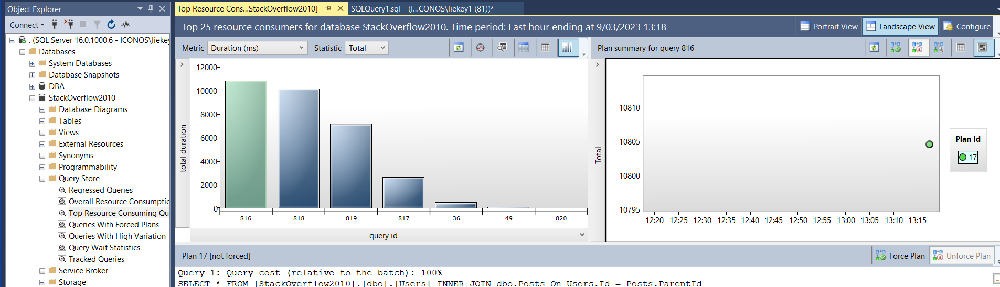 Object Explorer
Connect
. (SQL Server 16.0.1000.6 - ICONOS\liekey
Databases
System Databases
Database Snapshots
DBA
StackOverflow2010
Database Diagrams
Tables
Views
External Resources
Synonyms
Programmability
Query Store
Regressed Queries
Overall Resource Consumptic
Top Resource Consuming Qu
Queries With Forced Plans
Queries With High Variation
Query Wait Statistics
Tracked Queries
Service Broker
Storage
Top Resource Cons...StackOverflow2010]
SQLQuery1.sql - (I...CONOS\liekey1 (81))*
Top 25 resource consumers for database StackOverflow2010. Time period: Last hour ending at 9/03/2023 13:18
Portrait View
Landscape View
Configure
Metric
Duration (ms)
Statistic
Total
total duration
12000
10000
8000
6000
4000
2000
0
816 818 819 817 36 49 820
query id
Plan summary for query 816
Total
10810
10805
10800
10795
12:20 12:25 12:30 12:35 12:40 12:45 12:50 12:55 13:00 13:05 13:10 13:15
Plan Id
17
Plan 17 [not forced]
Force Plan
Unforce Plan
Query 1: Query cost (relative to the batch): 100%
SELECT * FROM [StackOverflow2010].[dbo].[Users] INNER JOIN dbo.Posts On Users.Id = Posts.ParentId